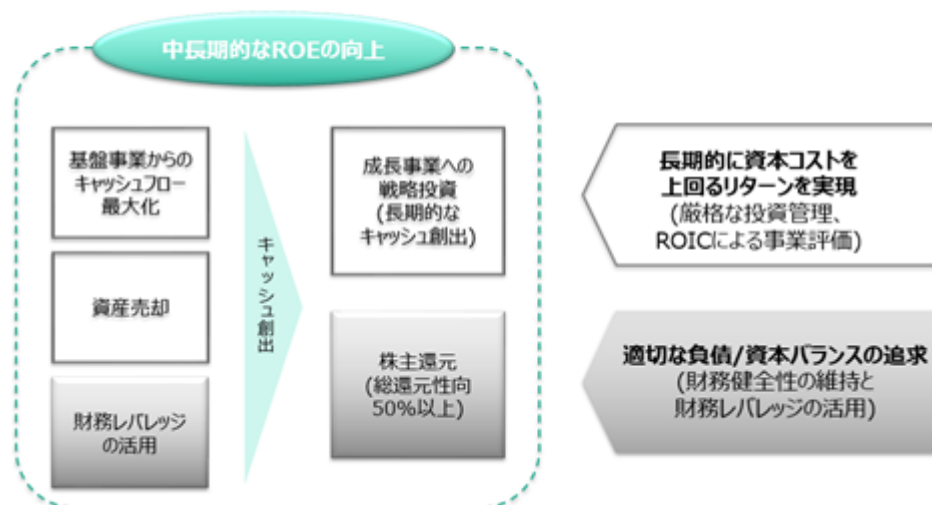 中長期的なROEの向上
基盤事業からの
キャッシュフロー
最大化
資産売却
財務レバレッジ
の活用
キャッシュ創出
成長事業への
戦略投資
(長期的な
キャッシュ創出)
株主還元
(総還元性向
50%以上)
長期的に資本コストを
上回るリターンを実現
(厳格な投資管理、
ROICによる事業評価)
適切な負債/資本バランスの追求
(財務健全性の維持と
財務レバレッジの活用)